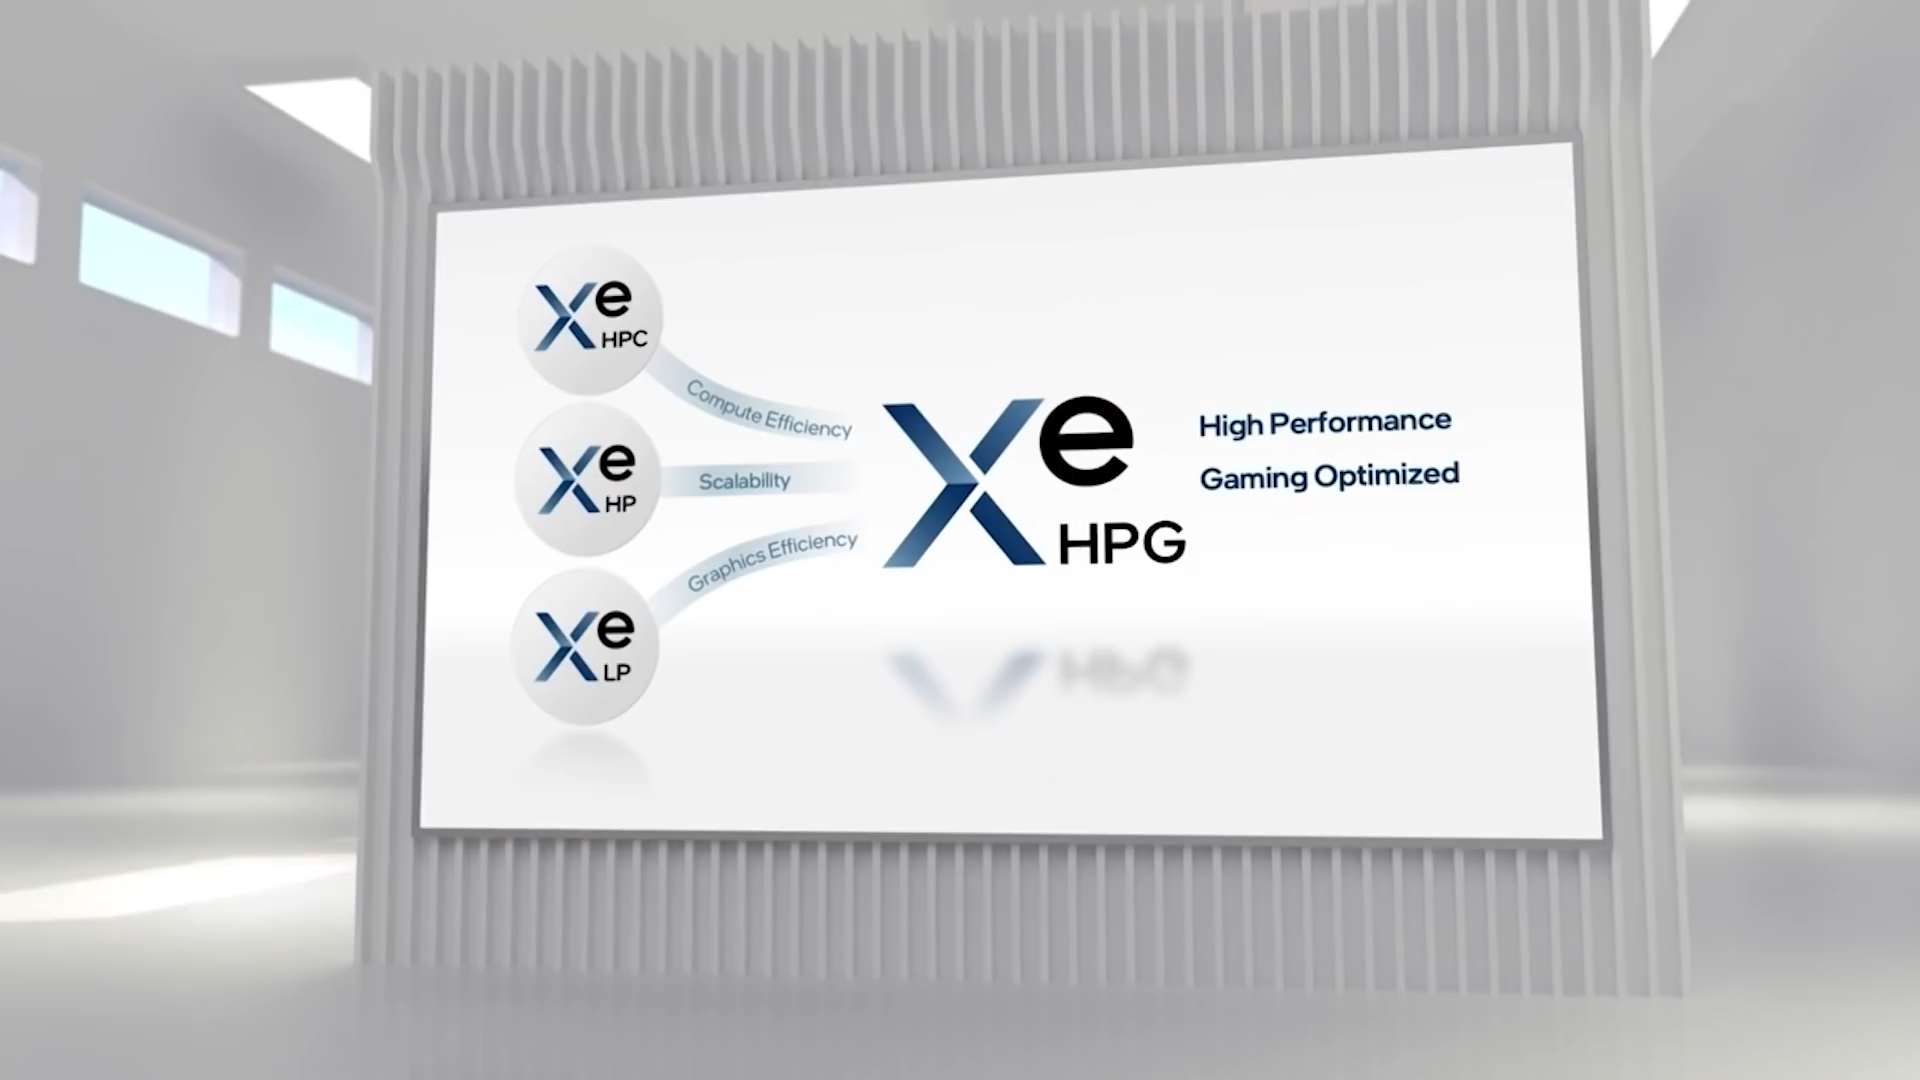 Xe HPC
Compute Efficiency
Xe HP
Scalability
Xe LP
Graphics Efficiency
Xe HPG
High Performance
Gaming Optimized